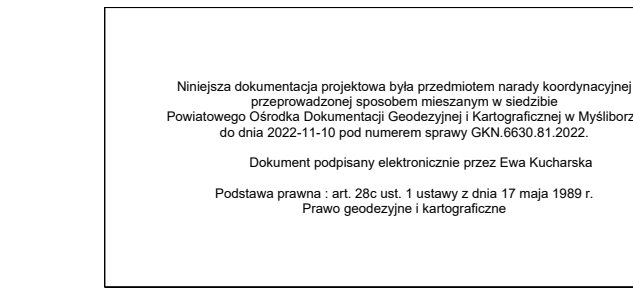 Niniejsza dokumentacja projektowa była przedmiotem narady koordynacyjnej
przeprowadzonej sposobem mieszanym w siedzibie
Powiatowego Ośrodka Dokumentacji Geodezyjnej i Kartograficznej w Myśliborz
do dnia 2022-11-10 pod numerem sprawy GKN.6630.81.2022.
Dokument podpisany elektronicznie przez Ewa Kucharska
Podstawa prawna : art. 28c ust. 1 ustawy z dnia 17 maja 1989 r.
Prawo geodezyjne i kartograficzne